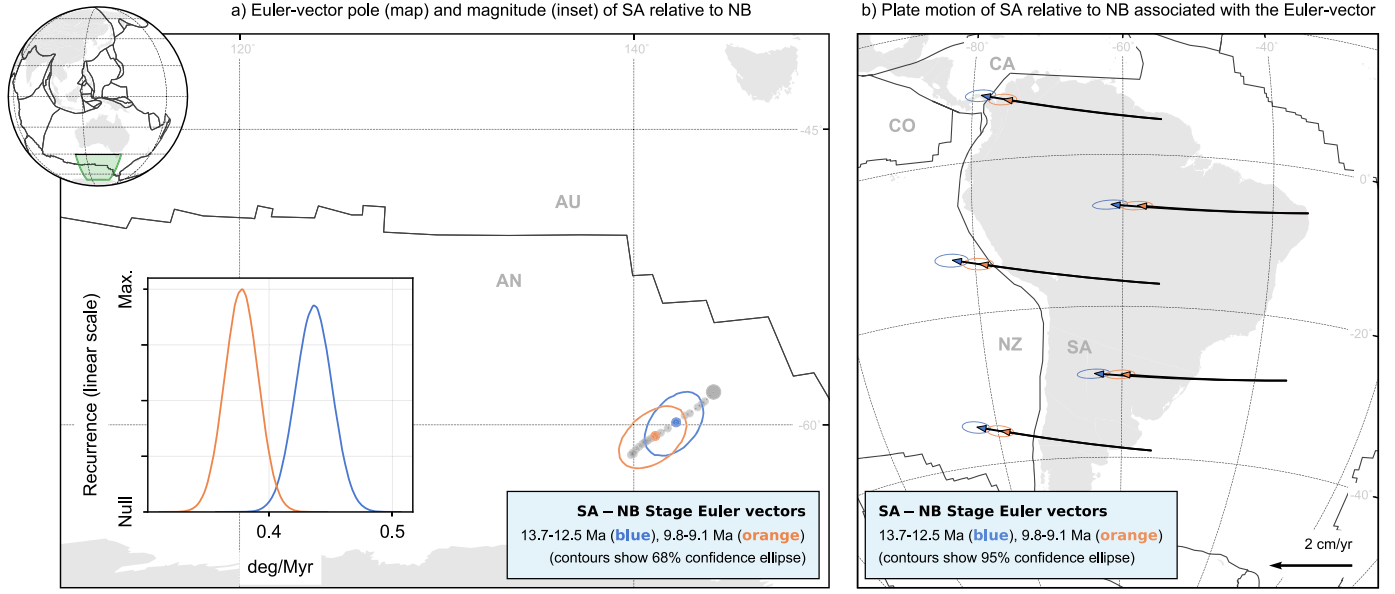 a) Euler-vector pole (map) and magnitude (inset) of SA relative to NB
120°
140°
-45°
AU
AN
-60°
Recurrence (linear scale)
Max.
Null
0.4
0.5
deg/Myr
SA – NB Stage Euler vectors
13.7-12.5 Ma (blue), 9.8-9.1 Ma (orange)
(contours show 68% confidence ellipse)
b) Plate motion of SA relative to NB associated with the Euler-vector
-80°
-60°
-40°
CA
CO
0°
NZ
SA
-20°
-40°
SA – NB Stage Euler vectors
13.7-12.5 Ma (blue), 9.8-9.1 Ma (orange)
(contours show 95% confidence ellipse)
2 cm/yr